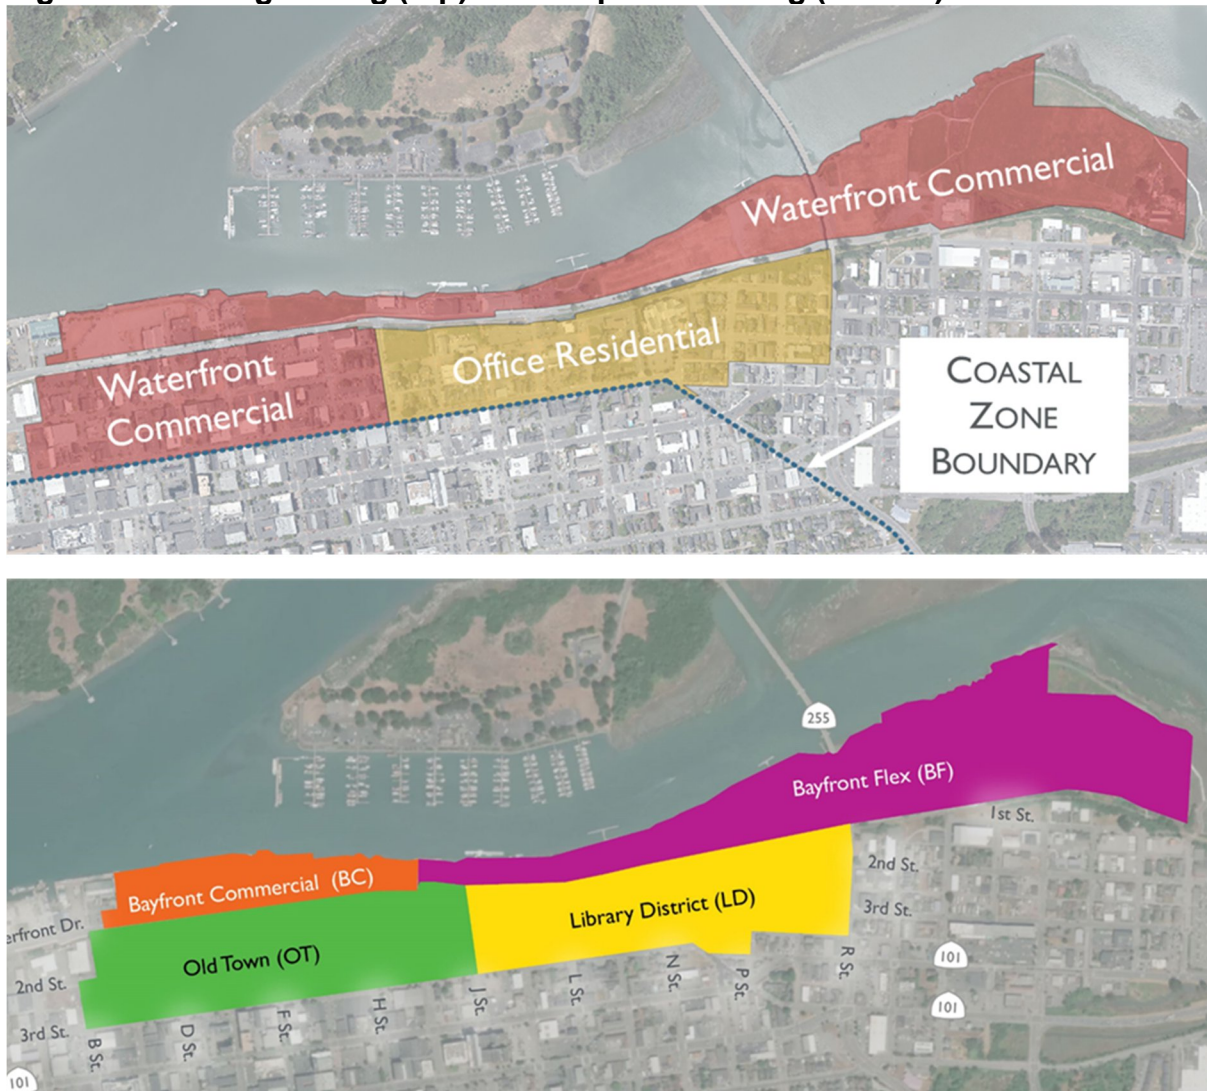 Waterfront Commercial
Office Residential
Waterfront
Commercial
COASTAL
ZONE
BOUNDARY
255
Bayfront Flex (BF)
1st St.
2nd St.
Bayfront Commercial (BC)
Library District (LD)
3rd St.
Old Town (OT)
2nd St.
3rd St.
B St.
D St.
F St.
H St.
J St.
L St.
N St.
P St.
R St.
101
101
101